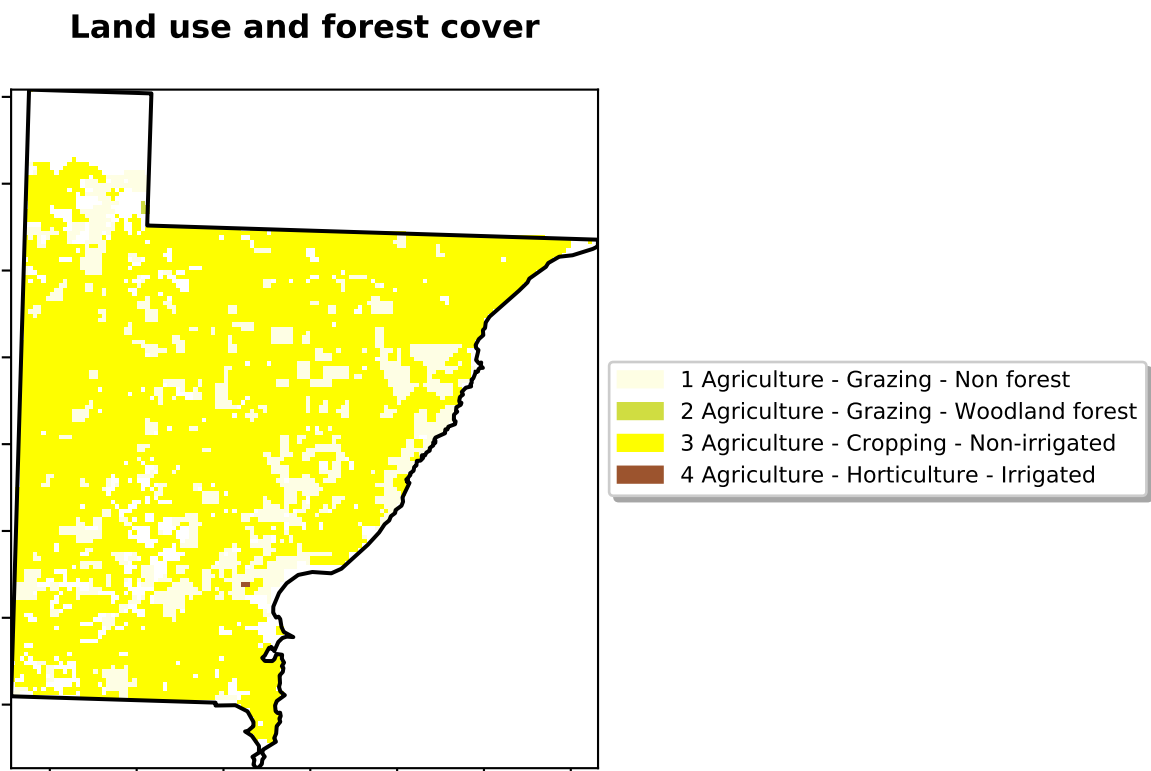 Land use and forest cover
1 Agriculture - Grazing - Non forest
2 Agriculture - Grazing - Woodland forest
3 Agriculture - Cropping - Non-irrigated
4 Agriculture - Horticulture - Irrigated